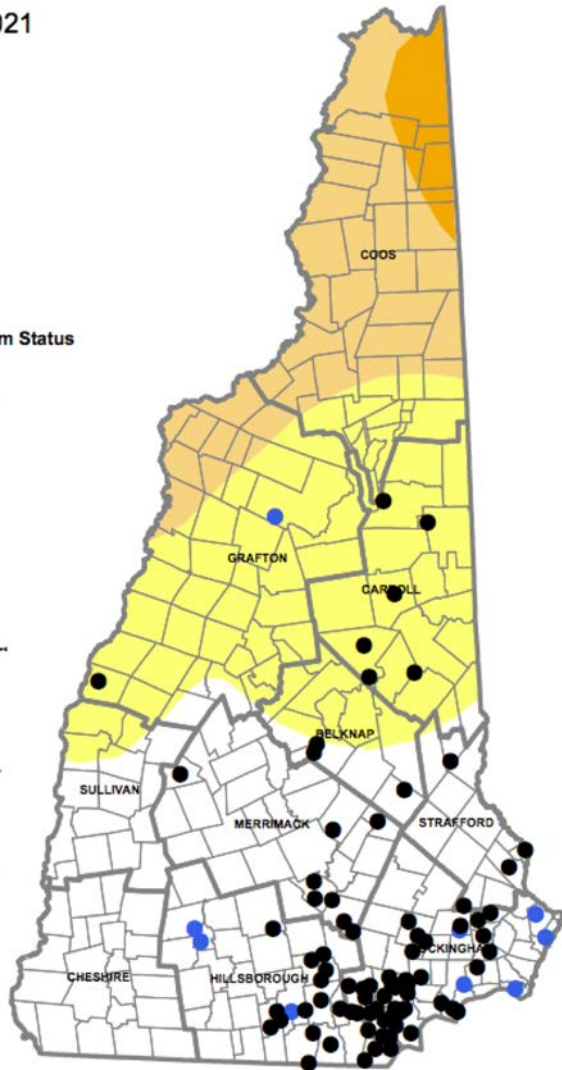 021
m Status
COOS
GRAFTON
CARROLL
BELKNAP
SULLIVAN
MERRIMACK
STRAFFORD
CHESHIRE
HILLSBOROUGH